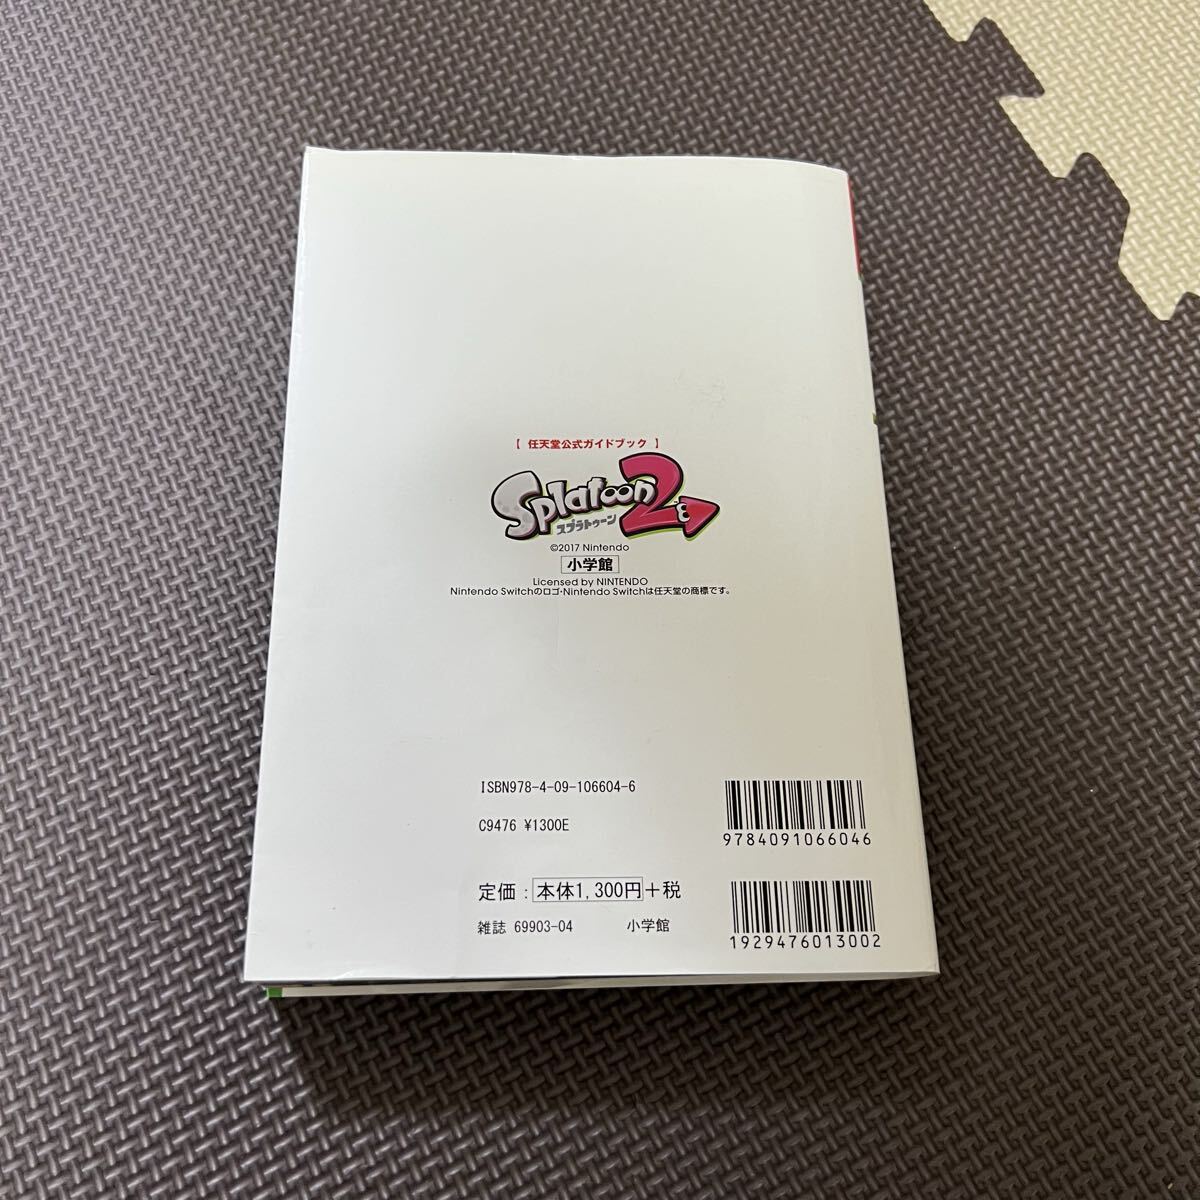 【 任天堂公式ガイドブック 】
Splatoon2
スプラトゥーン
©2017 Nintendo
小学館
Licensed by NINTENDO
Nintendo Switchのロゴ・Nintendo Switchは任天堂の商標です。
ISBN978-4-09-106604-6
C9476 ¥1300E
9784091066046
定価：本体1,300円＋税
雑誌 69903-04 小学館
1929476013002